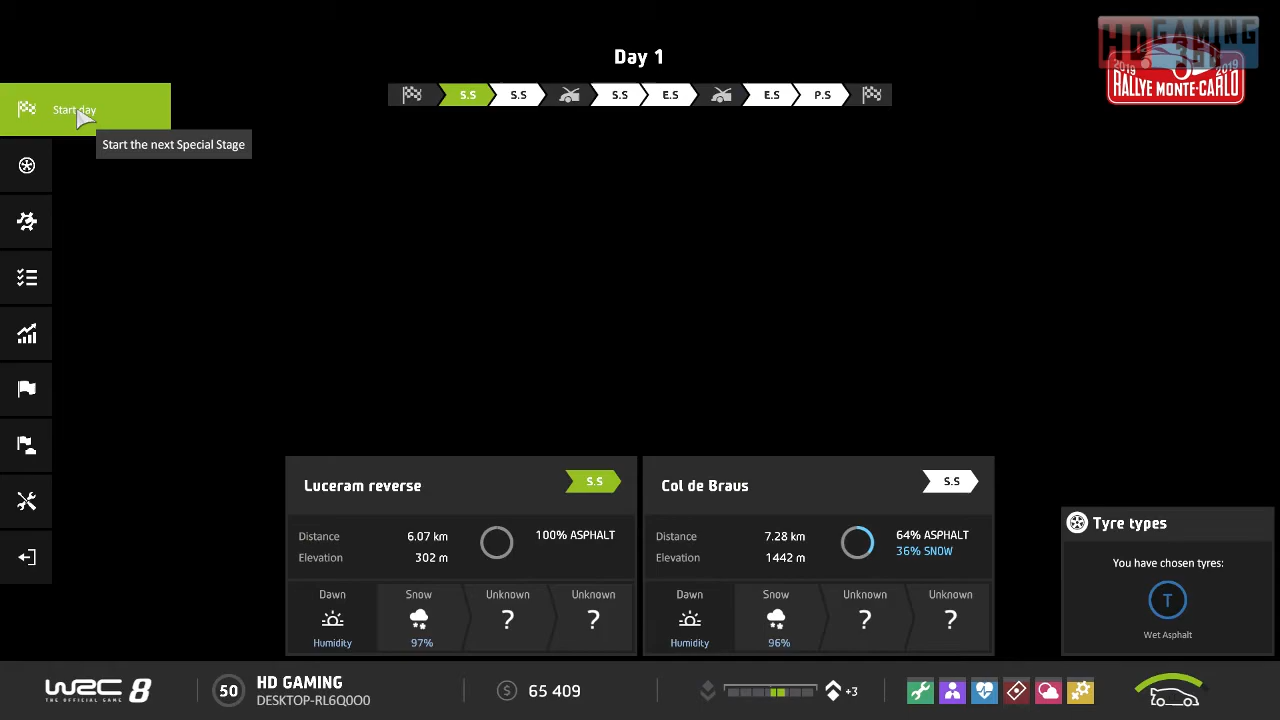 HD GAMING
Day 1
2019 2019
RALLYE MONTE-CARLO
S.S S.S S.S E.S E.S P.S
Start day
Start the next Special Stage
Luceram reverse S.S
Distance 6.07 km
Elevation 302 m
100% ASPHALT
Dawn Snow Unknown Unknown
? ?
Humidity 97%
Col de Braus S.S
Distance 7.28 km
Elevation 1442 m
64% ASPHALT
36% SNOW
Dawn Snow Unknown Unknown
? ?
Humidity 96%
Tyre types
You have chosen tyres:
T
Wet Asphalt
WRC 8
THE OFFICIAL GAME
50
HD GAMING
DESKTOP-RL6Q0O0
S 65 409
+3